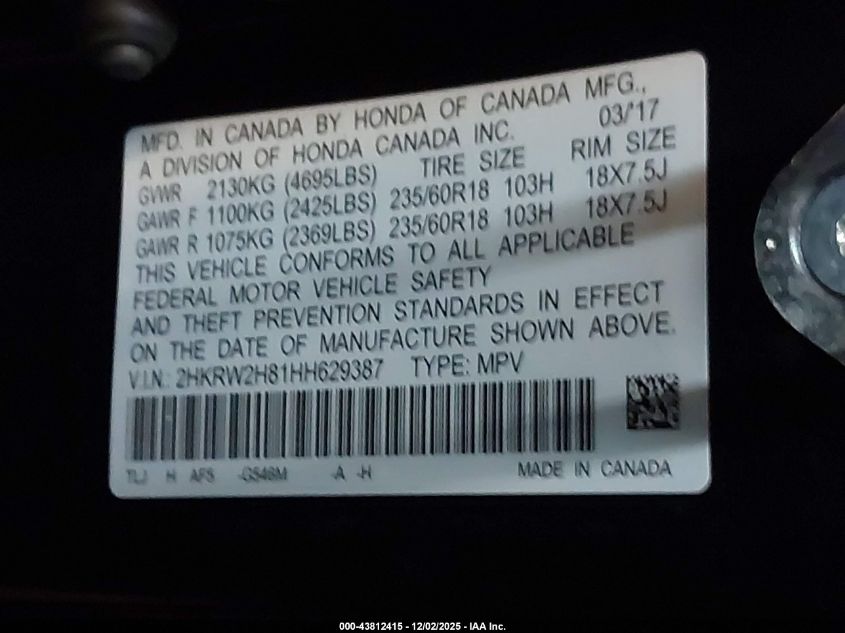 MFD. IN CANADA BY HONDA OF CANADA MFG.,
A DIVISION OF HONDA CANADA INC. 03/'17
GVWR 2130KG (4695LBS) TIRE SIZE RIM SIZE
GAWR F 1100KG (2425LBS) 235/60R18 103H 18X7.5J
GAWR R 1075KG (2369LBS) 235/60R18 103H 18X7.5J
THIS VEHICLE CONFORMS TO ALL APPLICABLE
FEDERAL MOTOR VEHICLE SAFETY
AND THEFT PREVENTION STANDARDS IN EFFECT
ON THE DATE OF MANUFACTURE SHOWN ABOVE.
V.I.N.: 2HKRW2H81HH629387 TYPE: MPV
TLJ H AFS -A -H MADE IN CANADA
000-43812415 - 12/02/2025 - IAA Inc.